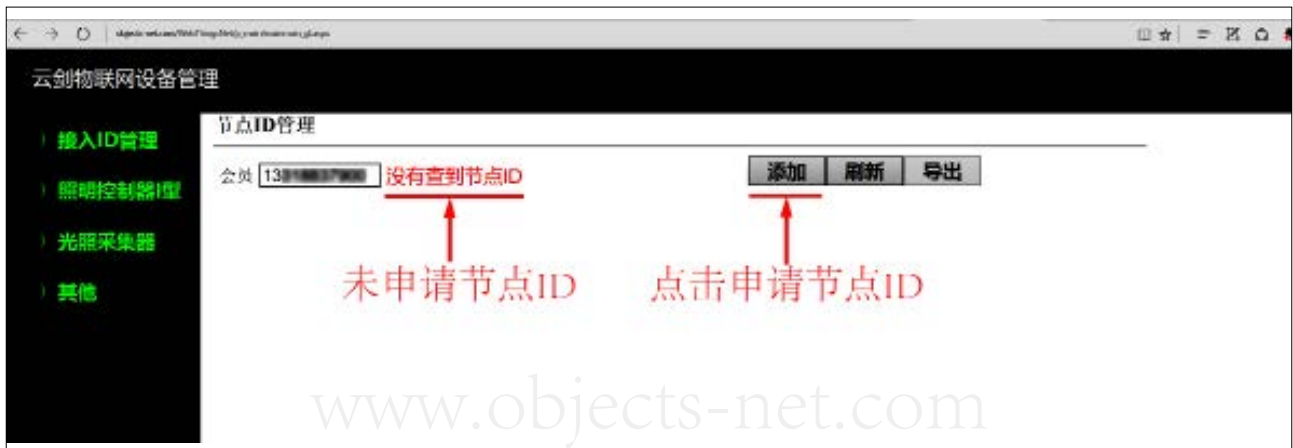 云剑物联网设备管理
节点ID管理
接入ID管理
照明控制器I型
光照采集器
其他
会员 13 没有查到节点ID 添加 刷新 导出
未申请节点ID 点击申请节点ID
www.objects-net.com